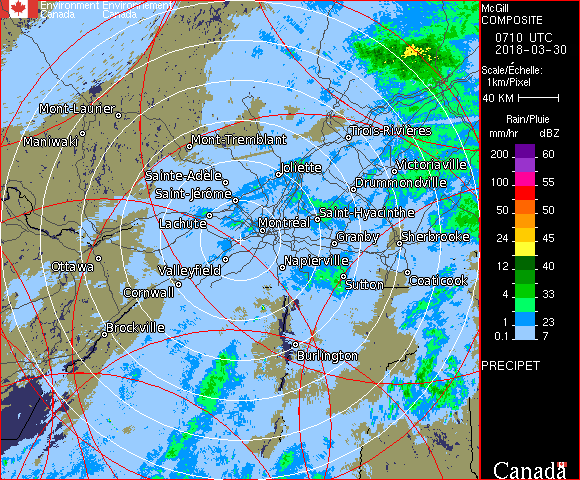 Environment Environnement
Canada Canada
McGill
COMPOSITE
0710 UTC
2018-03-30
Scale/Échelle:
1km/Pixel
40 KM
Rain/Pluie
mm/hr dBZ
200 60
100 55
50 50
24 45
12 40
4 33
1 23
0.1 7
PRECIPET
Canada
Mont-Laurier
Maniwaki
Mont-Tremblant
Trois-Rivières
Sainte-Adèle
Joliette
Victoriaville
Saint-Jérôme
Drummondville
Lachute
Montréal
Saint-Hyacinthe
Granby
Sherbrooke
Ottawa
Valleyfield
Napierville
Cornwall
Sutton
Coaticook
Brockville
Burlington